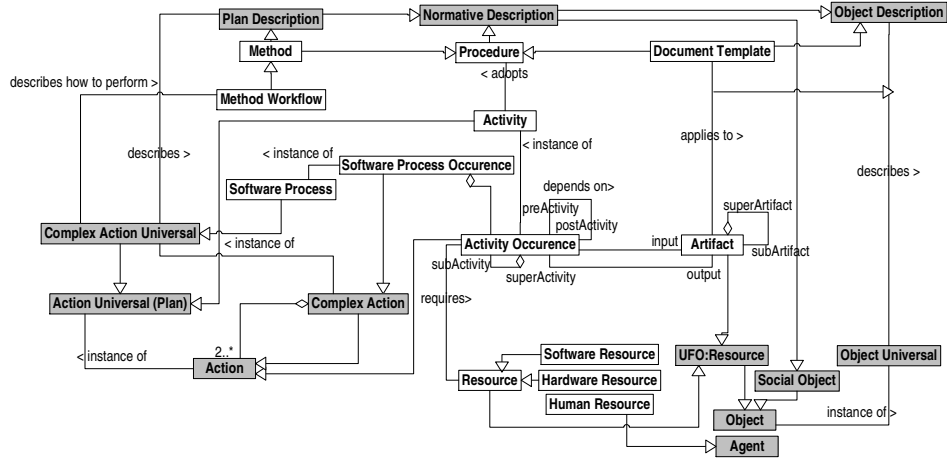 Plan Description
Normative Description
Object Description
Method
Procedure
Document Template
< adopts
describes how to perform >
Method Workflow
Activity
applies to >
describes >
< instance of
< instance of
Software Process Occurence
describes >
Software Process
depends on>
preActivity
postActivity
superArtifact
Complex Action Universal
< instance of
Activity Occurence
input
Artifact
subArtifact
subActivity
superActivity
output
requires>
Action Universal (Plan)
Complex Action
< instance of
2..*
Action
Software Resource
UFO:Resource
Object Universal
Resource
Hardware Resource
Social Object
Human Resource
Object
instance of >
Agent